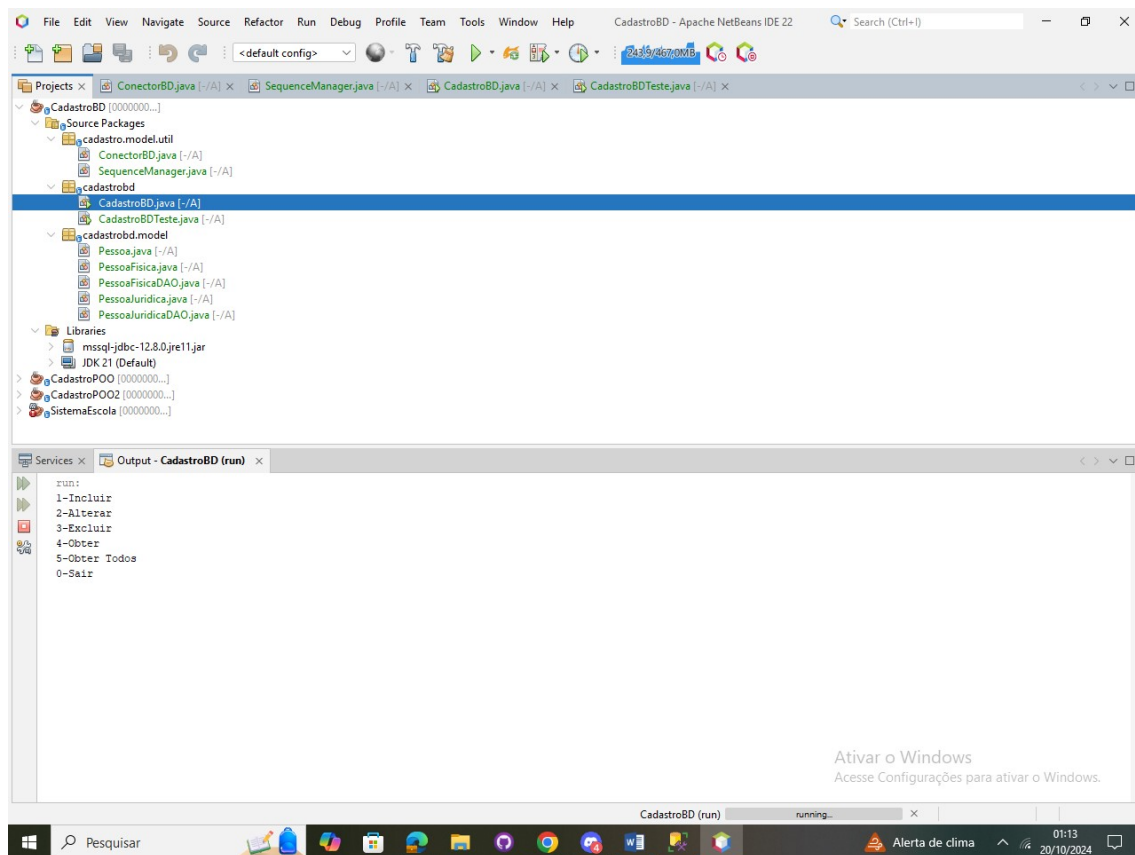 File Edit View Navigate Source Refactor Run Debug Profile Team Tools Window Help CadastroBD - Apache NetBeans IDE 22 Search (Ctrl+I)
<default config> 243,9/467,0MB
Projects ConectorBD.java [-/A] SequenceManager.java [-/A] CadastroBD.java [-/A] CadastroBDTeste.java [-/A]
CadastroBD [0000000...]
Source Packages
cadastro.model.util
ConectorBD.java [-/A]
SequenceManager.java [-/A]
cadastrobd
CadastroBD.java [-/A]
CadastroBDTeste.java [-/A]
cadastrobd.model
Pessoa.java [-/A]
PessoaFisica.java [-/A]
PessoaFisicaDAO.java [-/A]
PessoaJuridica.java [-/A]
PessoaJuridicaDAO.java [-/A]
Libraries
mssql-jdbc-12.8.0.jre11.jar
JDK 21 (Default)
CadastroPOO [0000000...]
CadastroPOO2 [0000000...]
SistemaEscola [0000000...]
Services Output - CadastroBD (run)
run:
1-Incluir
2-Alterar
3-Excluir
4-Obter
5-Obter Todos
0-Sair
Ativar o Windows
Acesse Configurações para ativar o Windows.
CadastroBD (run) running...
Pesquisar Alerta de clima 01:13
20/10/2024